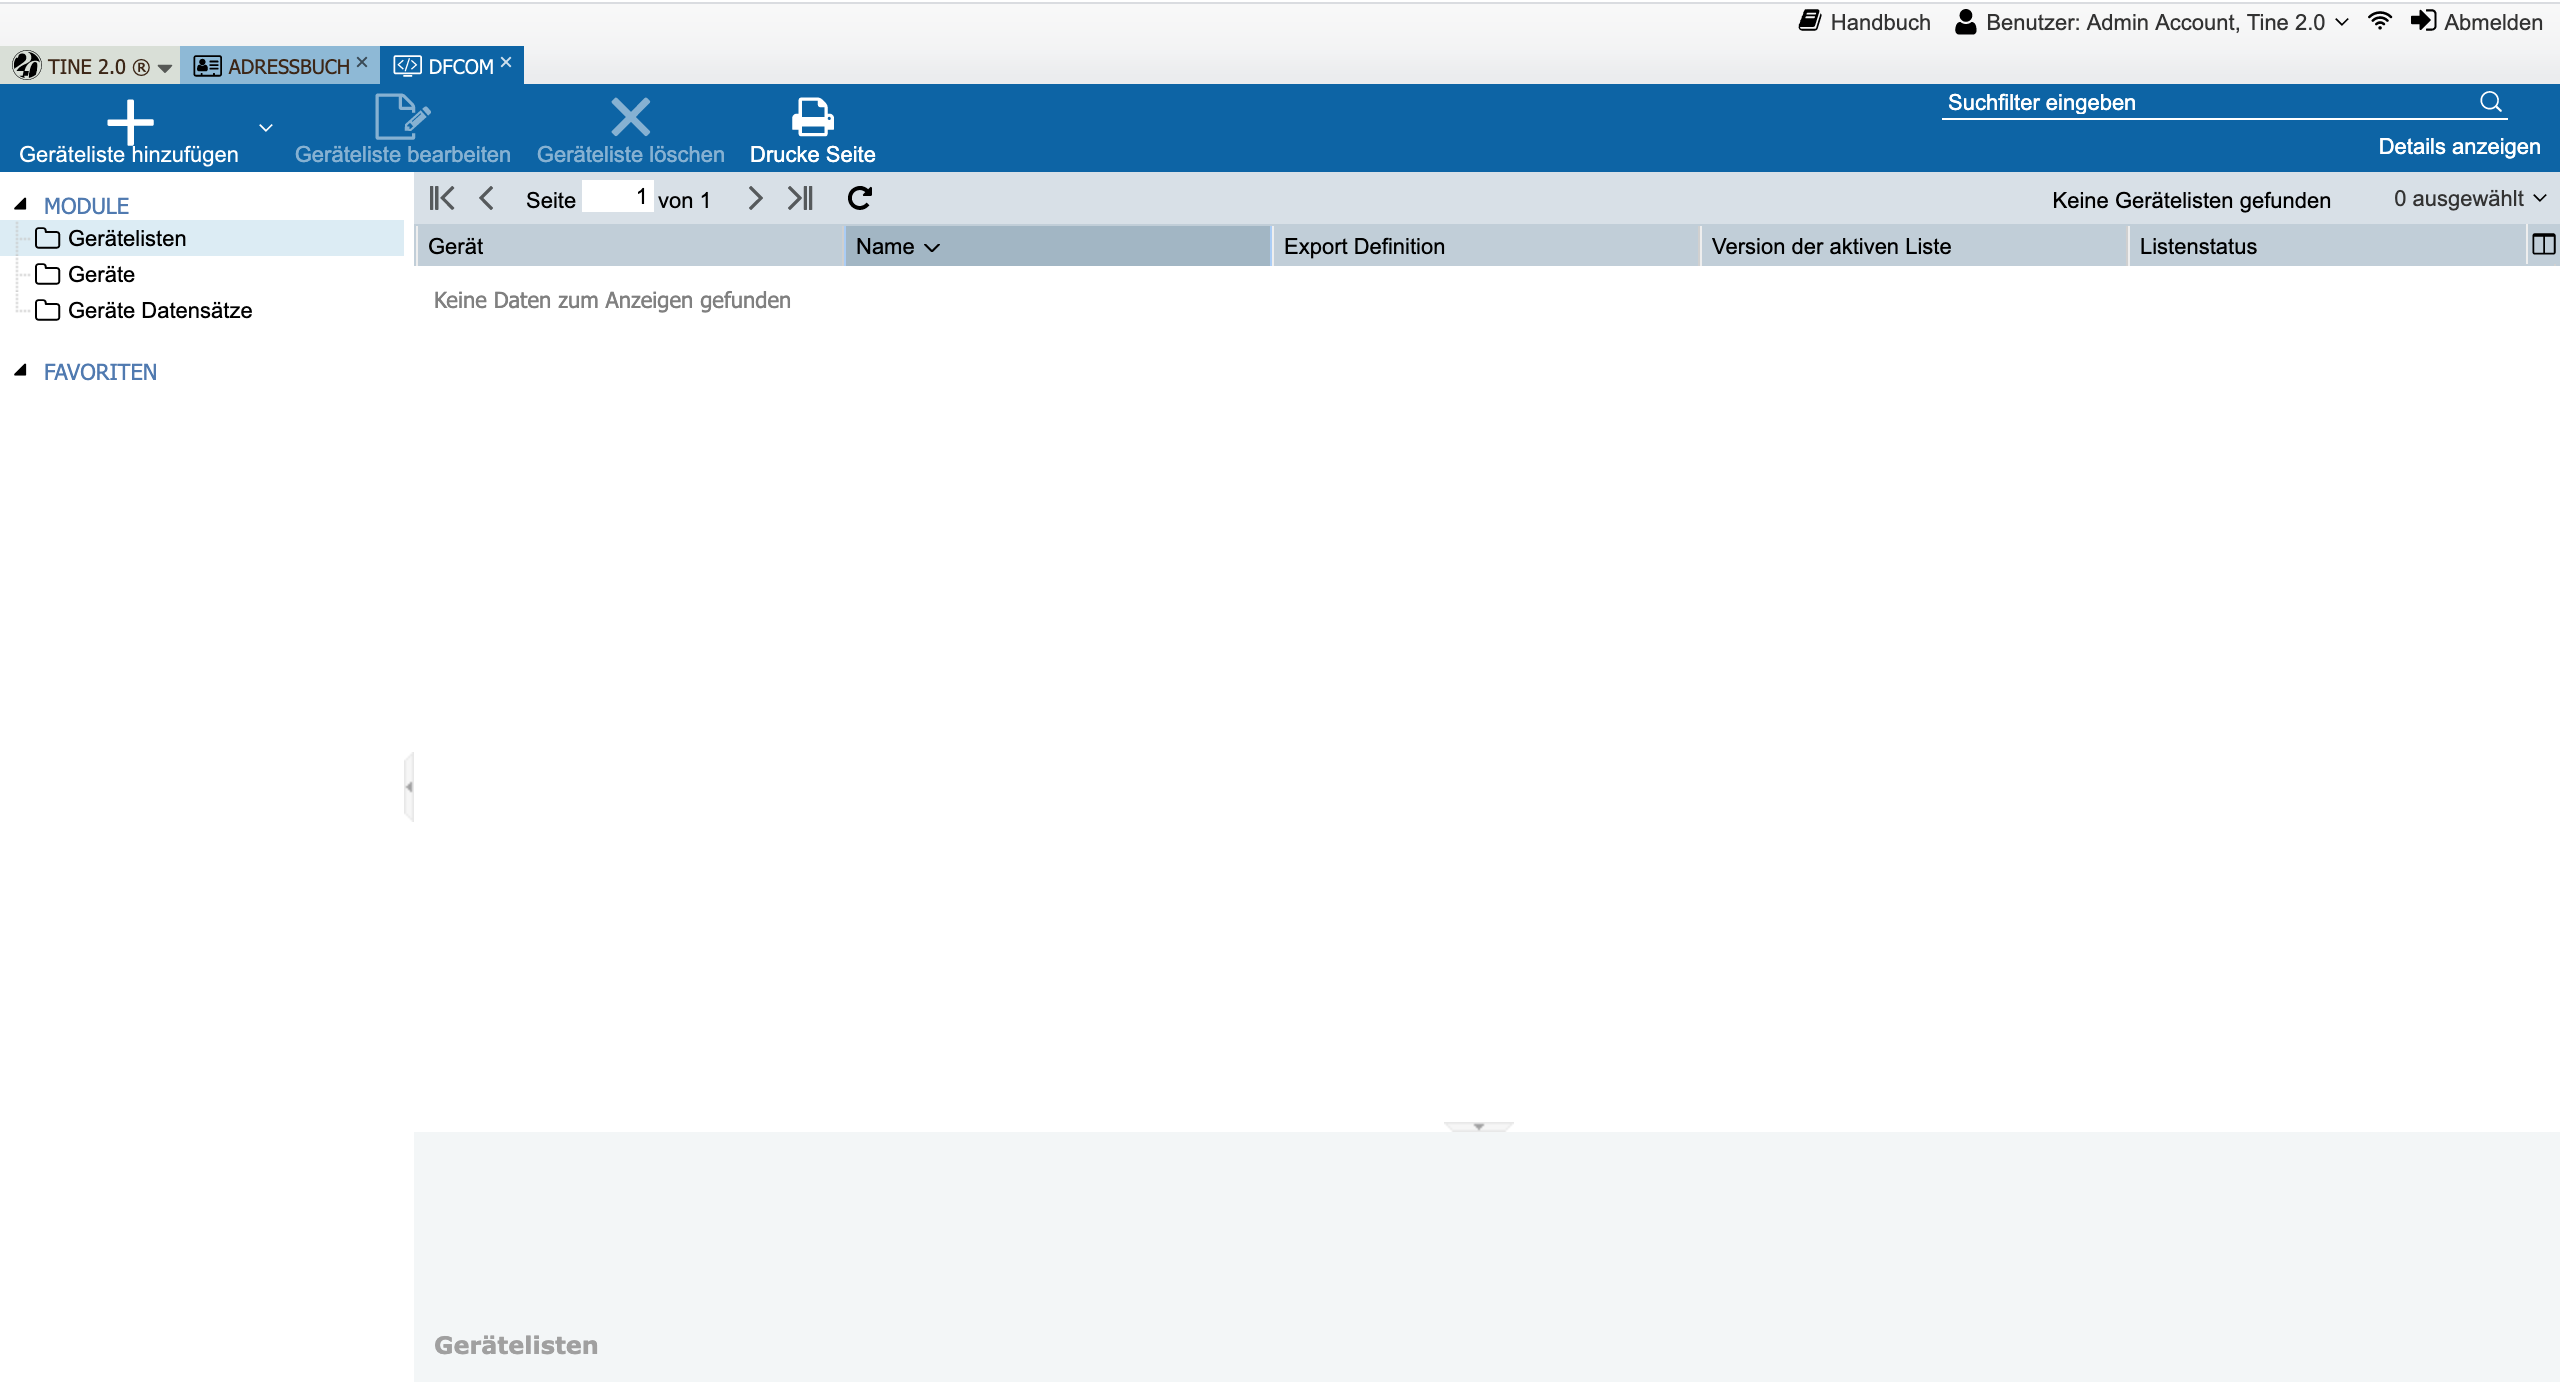 Handbuch Benutzer: Admin Account, Tine 2.0 Abmelden
TINE 2.0 ® ADRESSBUCH DFCOM
Suchfilter eingeben
Geräteliste hinzufügen Geräteliste bearbeiten Geräteliste löschen Drucke Seite
Details anzeigen
MODULE
Gerätelisten
Geräte
Geräte Datensätze
FAVORITEN
Seite 1 von 1 Keine Gerätelisten gefunden 0 ausgewählt
Gerät Name Export Definition Version der aktiven Liste Listenstatus
Keine Daten zum Anzeigen gefunden
Gerätelisten